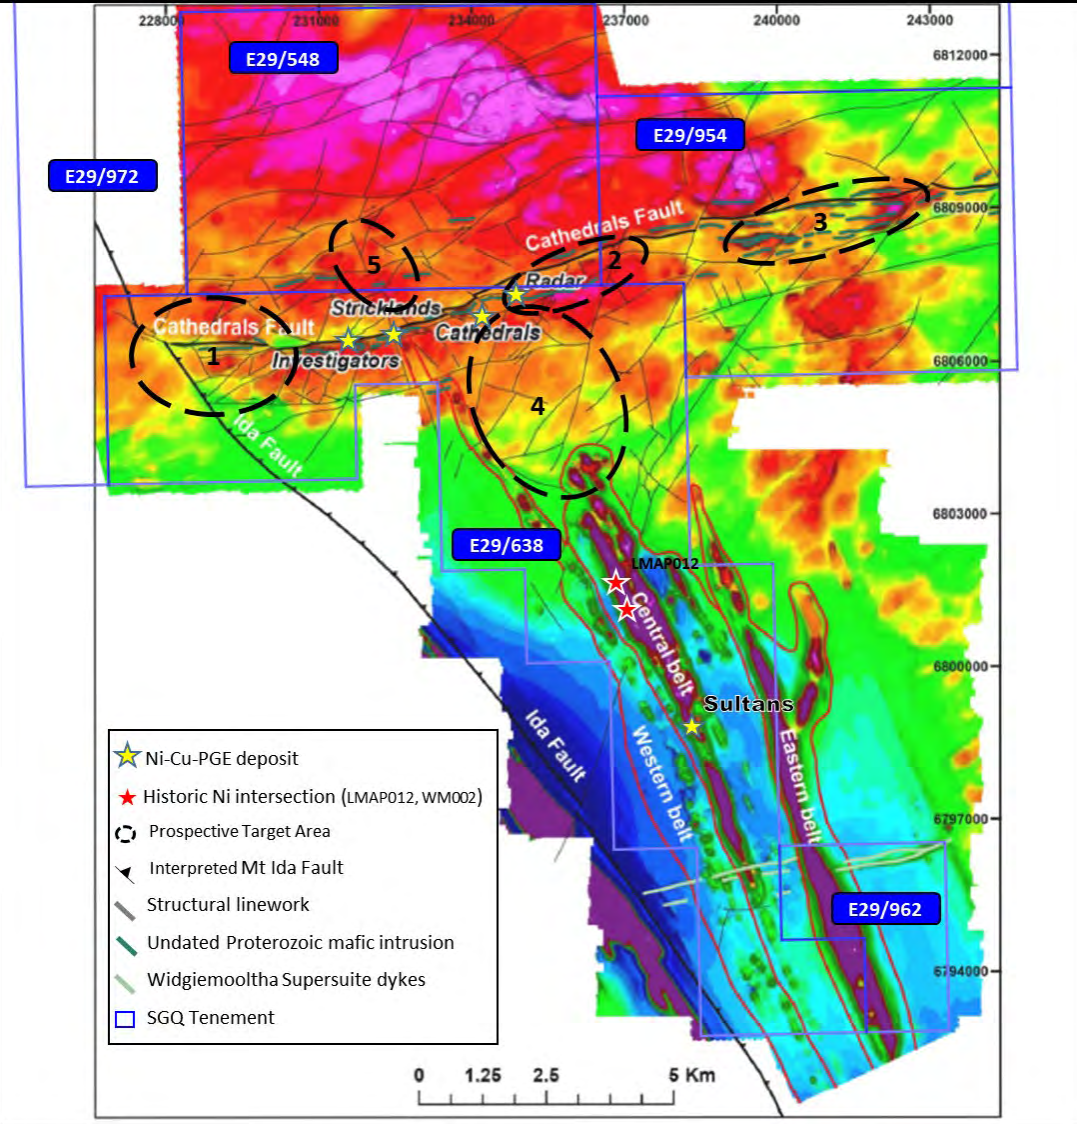 228000
231000
234000
237000
240000
243000
E29/548
6812000
E29/954
E29/972
6809000
3
Cathedrals Fault
2
5
Radar
Stricklands
Cathedrals Fault
Cathedrals
1
Investigators
6806000
4
Ida Fault
6803000
E29/638
LMAP012
Central belt
6800000
Sultans
Ida Fault
Western belt
Eastern belt
6797000
E29/962
6794000
Ni-Cu-PGE deposit
Historic Ni intersection (LMAP012, WM002)
Prospective Target Area
Interpreted Mt Ida Fault
Structural linework
Undated Proterozoic mafic intrusion
Widgiemooltha Supersuite dykes
SGQ Tenement
0 1.25 2.5 5 Km